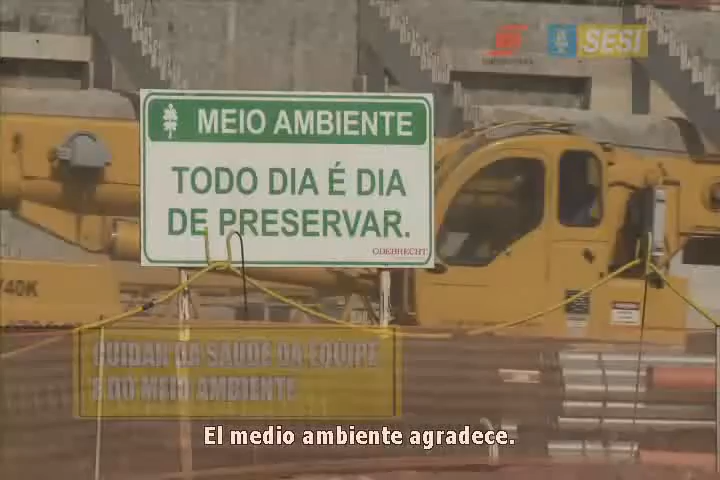 SESI
MEIO AMBIENTE
TODO DIA É DIA
DE PRESERVAR.
ODEBRECHT
740K
CUIDAR DA SAÚDE DA EQUIPE
E DO MEIO AMBIENTE
El medio ambiente agradece.